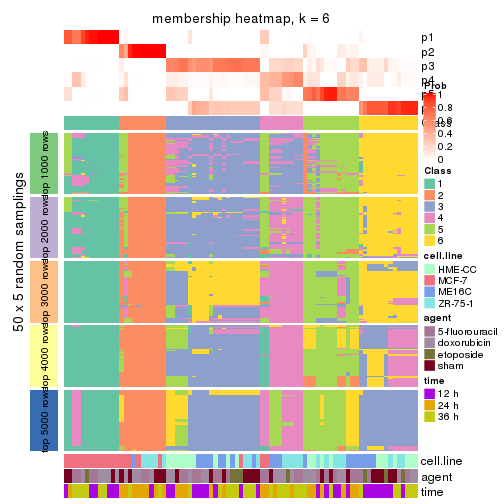 membership heatmap, k = 6
p1
p2
p3
p4
Prob
1
0.8
0.4
0.2
0
Class
1
2
3
4
5
6
cell.line
HME-CC
MCF-7
ME16C
ZR-75-1
agent
5-fluorouracil
doxorubicin
etoposide
sham
time
12 h
24 h
36 h
50 x 5 random samplings
top 1000 rows
top 2000 rows
top 3000 rows
top 4000 rows
top 5000 rows
cell.line
agent
time